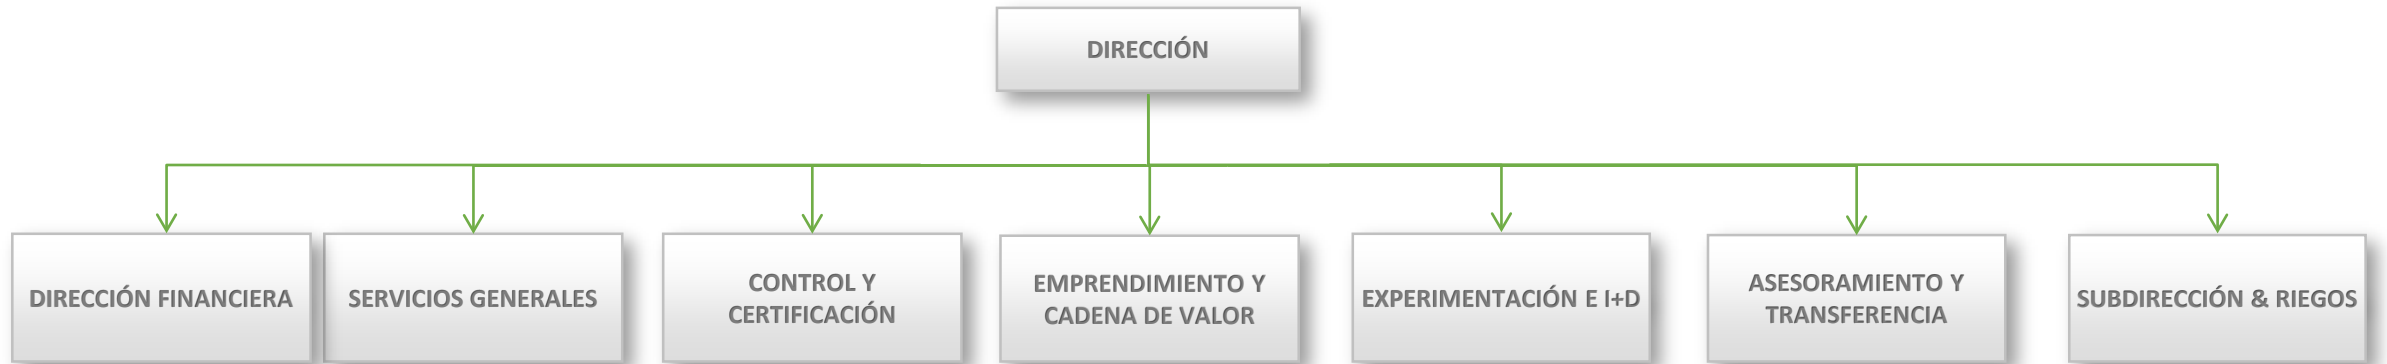 DIRECCIÓN
DIRECCIÓN FINANCIERA
SERVICIOS GENERALES
CONTROL Y
CERTIFICACIÓN
EMPRENDIMIENTO Y
CADENA DE VALOR
EXPERIMENTACIÓN E I+D
ASESORAMIENTO Y
TRANSFERENCIA
SUBDIRECCIÓN & RIEGOS